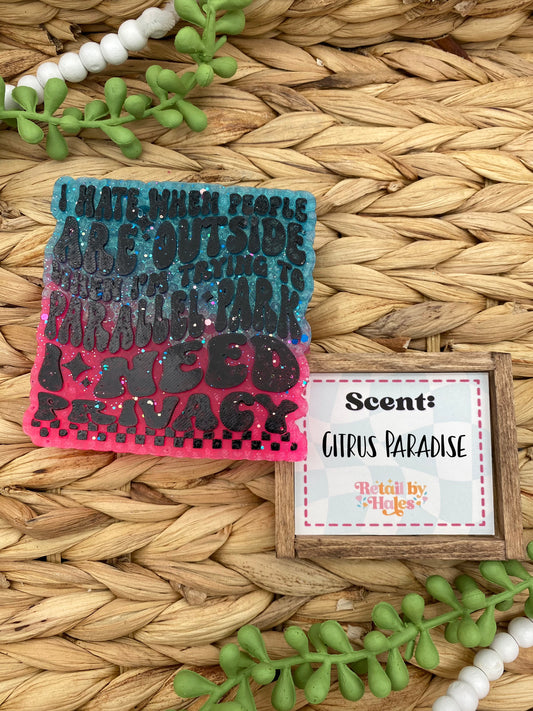 I HATE WHEN PEOPLE
ARE OUTSIDE
WHEN I'M TRYING TO
PARALLEL PARK
I NEED
PRIVACY
Scent:
CITRUS PARADISE
Retail by
Hales